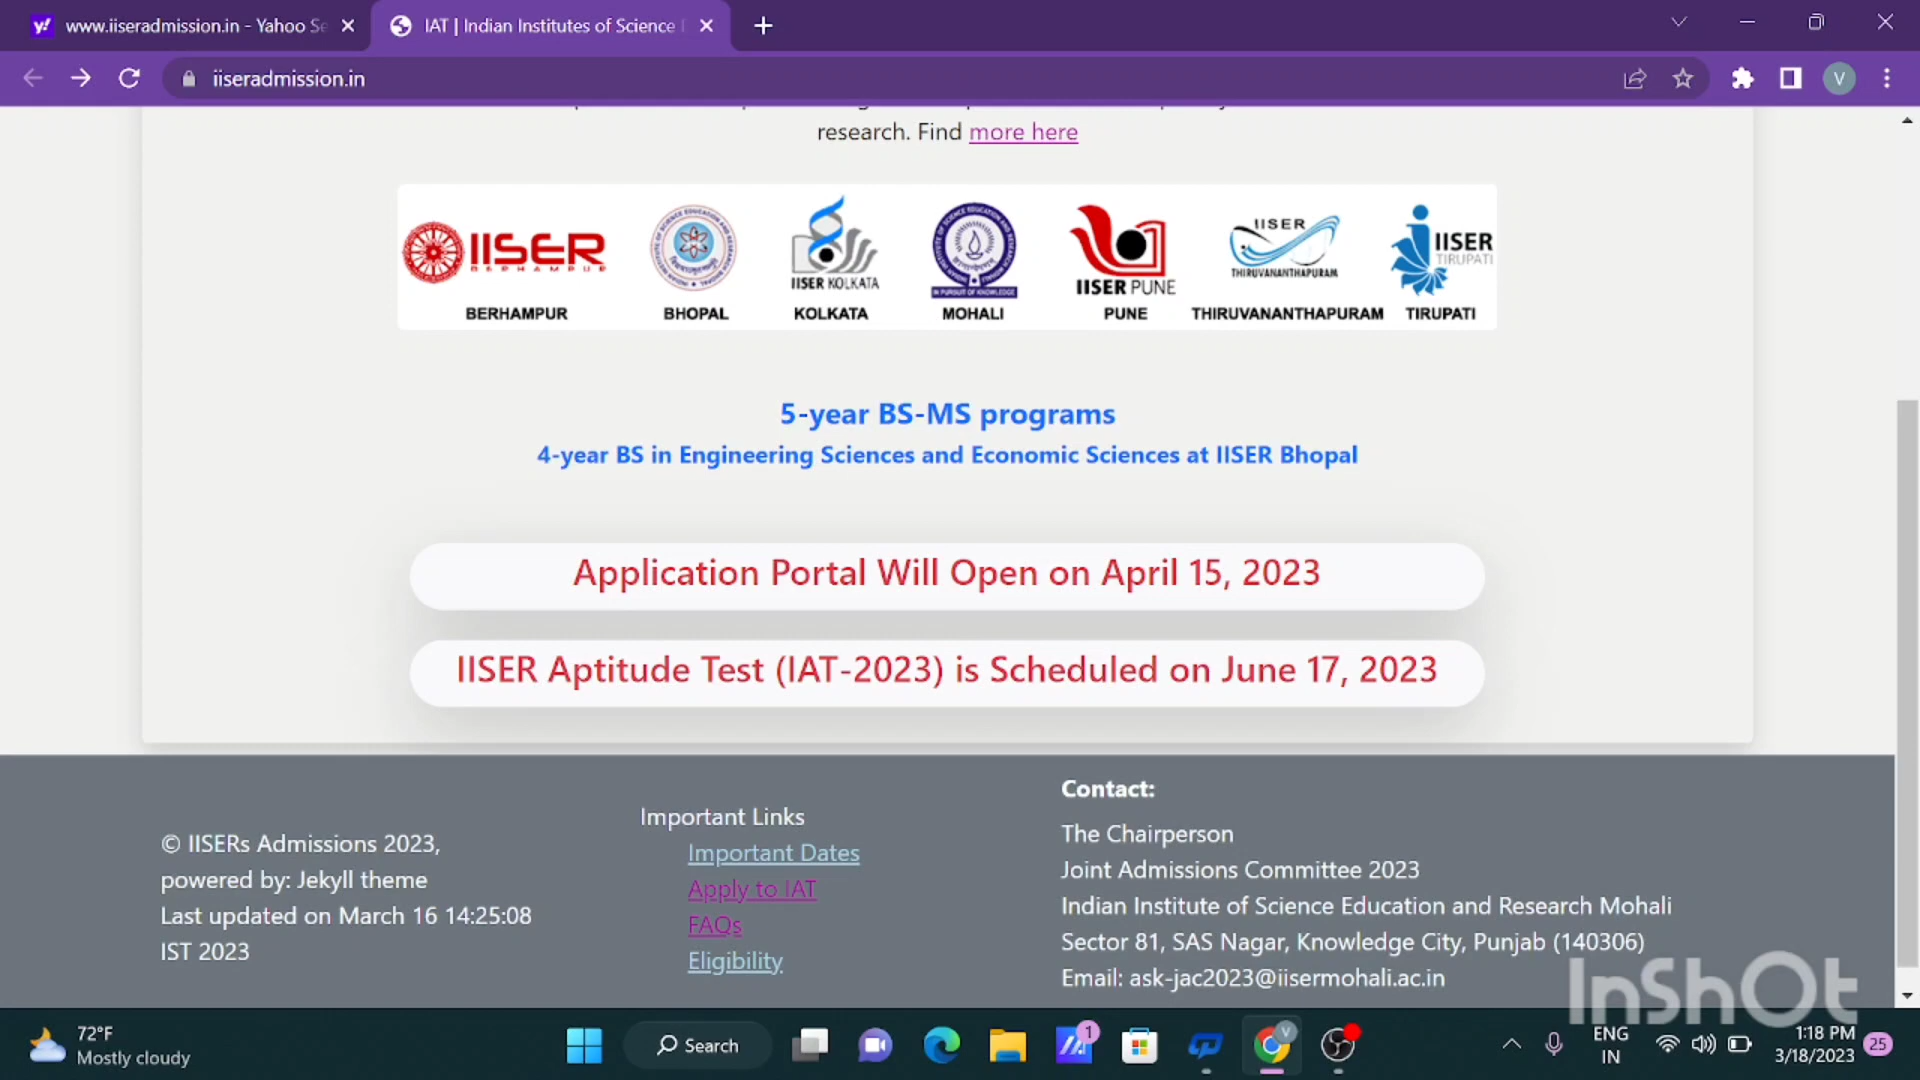 www.iiseradmission.in - Yahoo Se
IAT | Indian Institutes of Science
iiseradmission.in
V
research. Find more here
IISER
BERHAMPUR
BERHAMPUR
BHOPAL
IISER KOLKATA
KOLKATA
IN PURSUIT OF KNOWLEDGE
MOHALI
IISER PUNE
PUNE
IISER
THIRUVANANTHAPURAM
THIRUVANANTHAPURAM
IISER
TIRUPATI
TIRUPATI
5-year BS-MS programs
4-year BS in Engineering Sciences and Economic Sciences at IISER Bhopal
Application Portal Will Open on April 15, 2023
IISER Aptitude Test (IAT-2023) is Scheduled on June 17, 2023
© IISERs Admissions 2023,
powered by: Jekyll theme
Last updated on March 16 14:25:08
IST 2023
Important Links
Important Dates
Apply to IAT
FAQs
Eligibility
Contact:
The Chairperson
Joint Admissions Committee 2023
Indian Institute of Science Education and Research Mohali
Sector 81, SAS Nagar, Knowledge City, Punjab (140306)
Email: ask-jac2023@iisermohali.ac.in
InShOt
72°F
Mostly cloudy
Search
1
V
ENG
IN
1:18 PM
3/18/2023
25